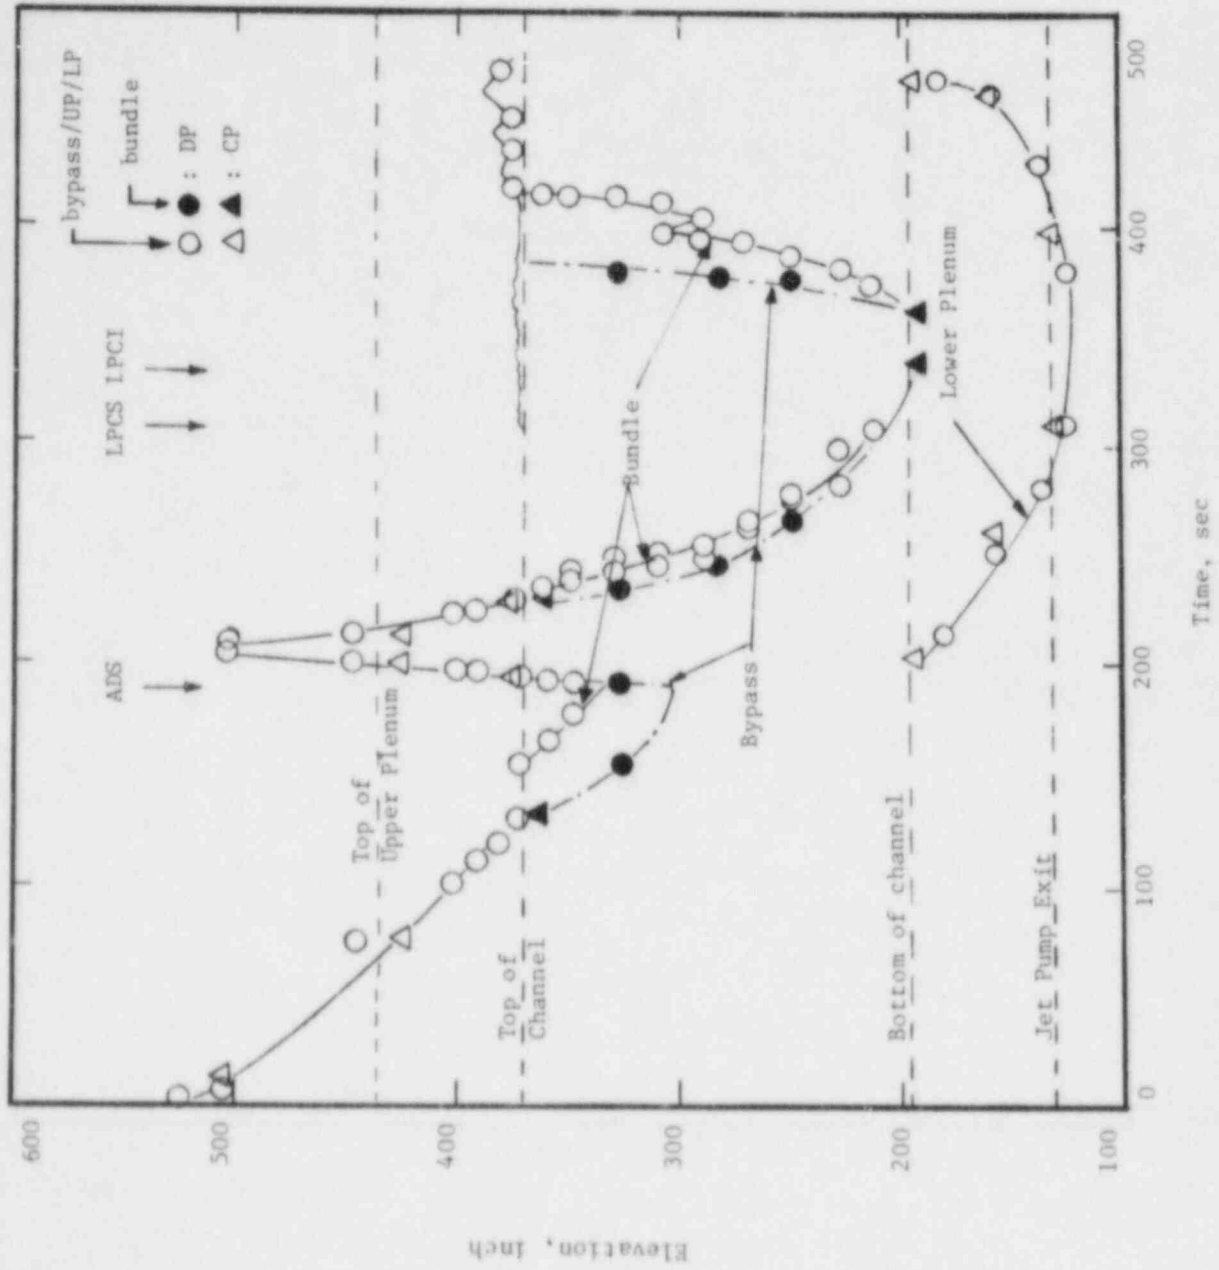 bypass/UP/LP
bundle
: DP
: CP
ADS
LPCS LPCI
Top of
Upper Plenum
Top of
Channel
Bundle
Bypass
Bottom of channel
Lower Plenum
Jet Pump Exit
600
500
400
300
200
100
Elevation, inch
0
100
200
300
400
500
Time, sec